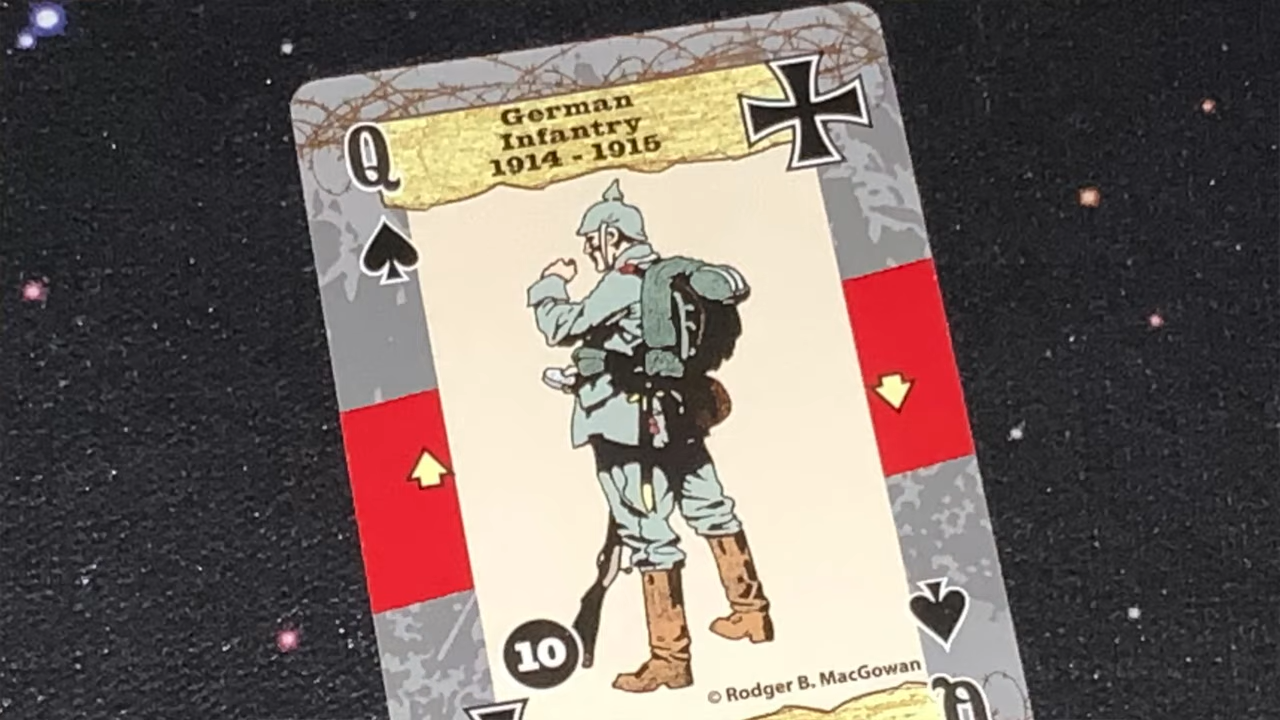 Q
German
Infantry
1914 - 1915
10
© Rodger B. MacGowan
Q